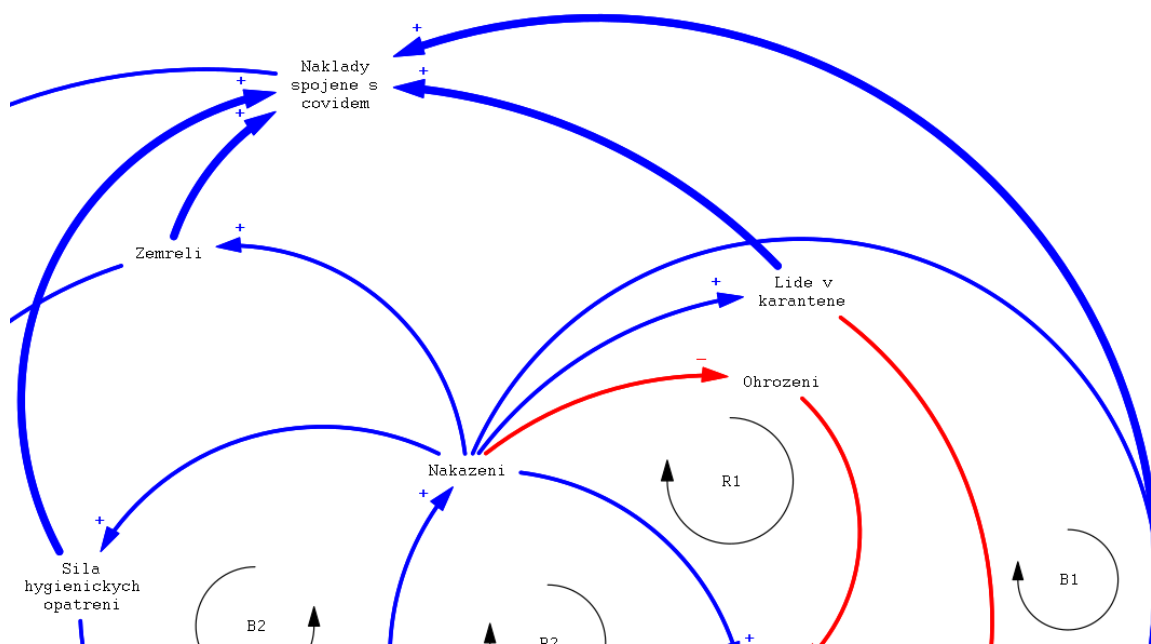 +
Naklady
spojene s
covidem
+
+
+
Zemreli
+
Lide v
karantene
+
Ohrozeni
−
Nakazeni
+
R1
+
Sila
hygienickych
opatreni
B1
B2
+